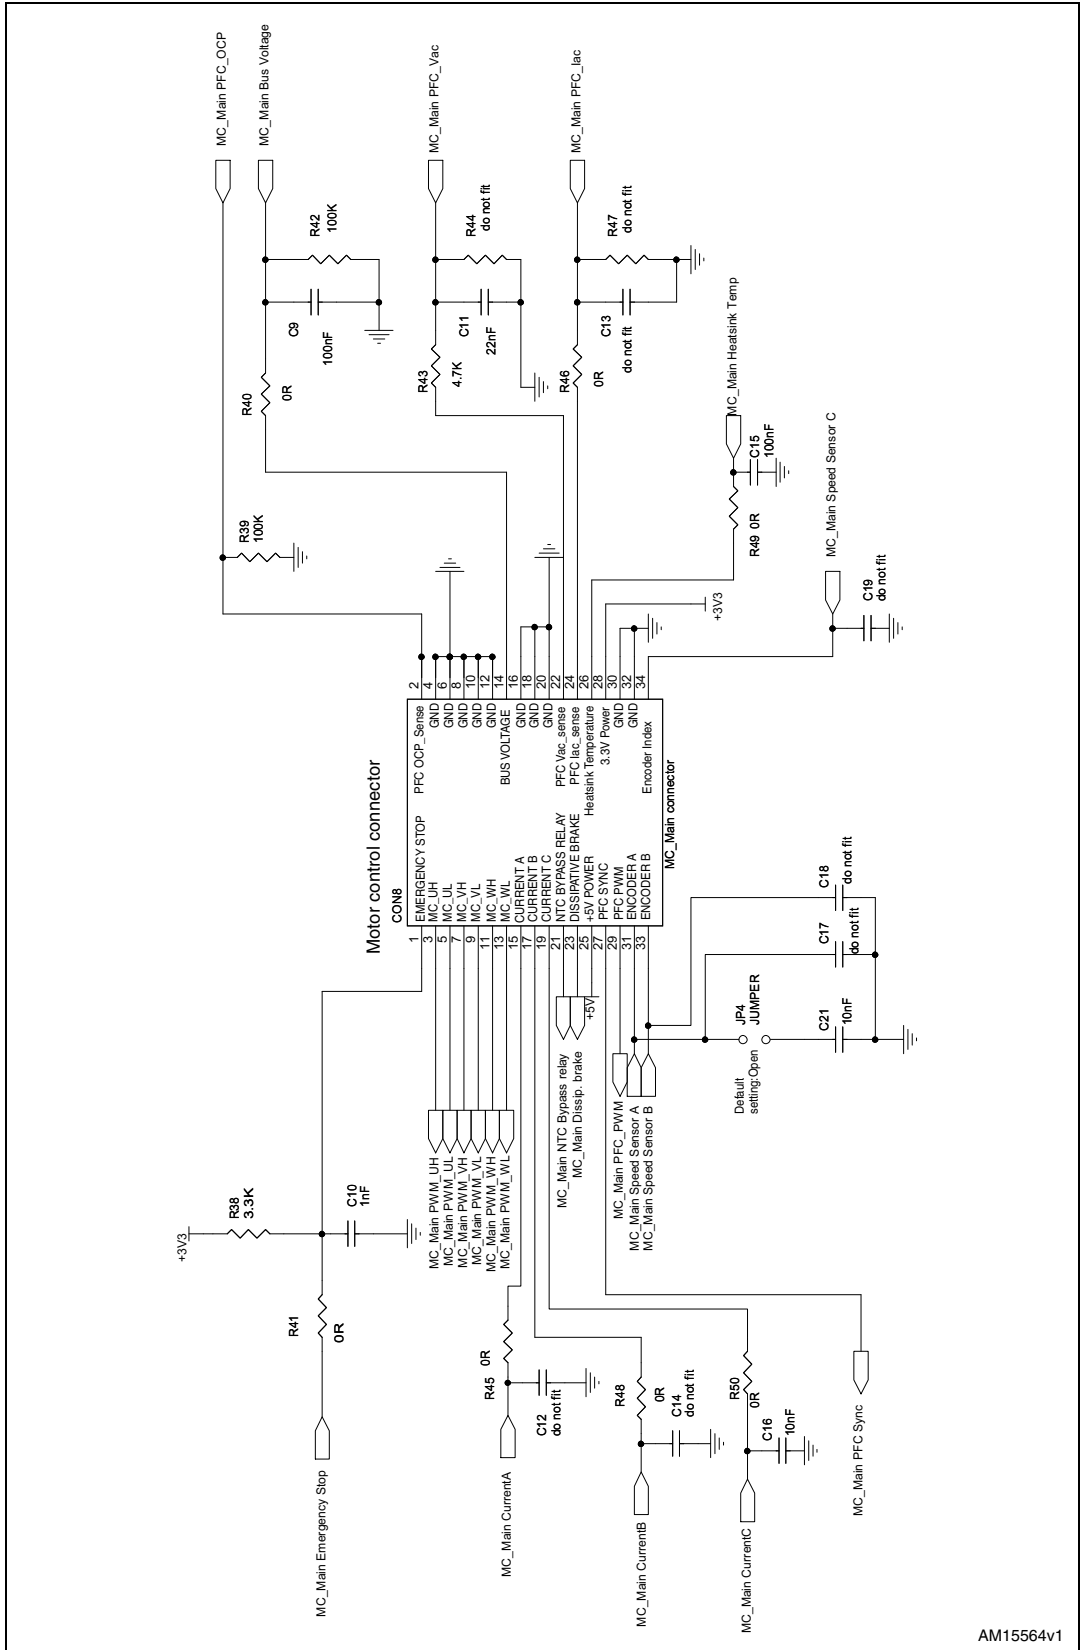 Motor control connector
CON8
MC_Main connector
1
3
5
7
9
11
13
15
17
19
21
23
25
27
29
31
33
EMERGENCY STOP
MC_UH
MC_UL
MC_VH
MC_VL
MC_WH
MC_WL
CURRENT A
CURRENT B
CURRENT C
NTC BYPASS RELAY
DISSIPATIVE BRAKE
+5V POWER
PFC SYNC
PFC PWM
ENCODER A
ENCODER B
PFC OCP_Sense
GND
GND
GND
GND
GND
BUS VOLTAGE
GND
GND
GND
PFC Vac_sense
PFC Iac_sense
Heatsink Temperature
3.3V Power
GND
GND
Encoder Index
2
4
6
8
10
12
14
16
18
20
22
24
26
28
30
32
34
MC_Main Emergency Stop
R41
0R
+3V3
R38
3.3K
C10
1nF
MC_Main PWM_UH
MC_Main PWM_UL
MC_Main PWM_VH
MC_Main PWM_VL
MC_Main PWM_WH
MC_Main PWM_WL
MC_Main CurrentA
R45
0R
C12
do not fit
MC_Main CurrentB
R48
0R
C14
do not fit
MC_Main CurrentC
R50
0R
C16
10nF
MC_Main PFC Sync
MC_Main NTC Bypass relay
MC_Main Dissip. brake
+5V
MC_Main PFC_PWM
MC_Main Speed Sensor A
MC_Main Speed Sensor B
Default
setting:Open
JP4
JUMPER
C21
10nF
C17
do not fit
C18
do not fit
MC_Main PFC_OCP
R39
100K
MC_Main Bus Voltage
R40
0R
C9
100nF
R42
100K
MC_Main PFC_Vac
R43
4.7K
C11
22nF
R44
do not fit
MC_Main PFC_Iac
R46
0R
C13
do not fit
R47
do not fit
MC_Main Heatsink Temp
R49 0R
C15
100nF
+3V3
MC_Main Speed Sensor C
C19
do not fit
AM15564v1